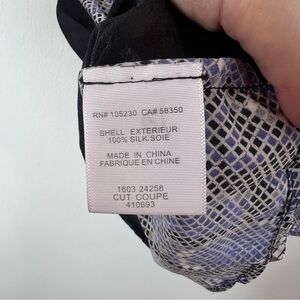 RN# 105230 CA# 58350
SHELL EXTERIEUR
100% SILK/SOIE
MADE IN CHINA
FABRIQUE EN CHINE
1603 24258
CUT COUPE
410693